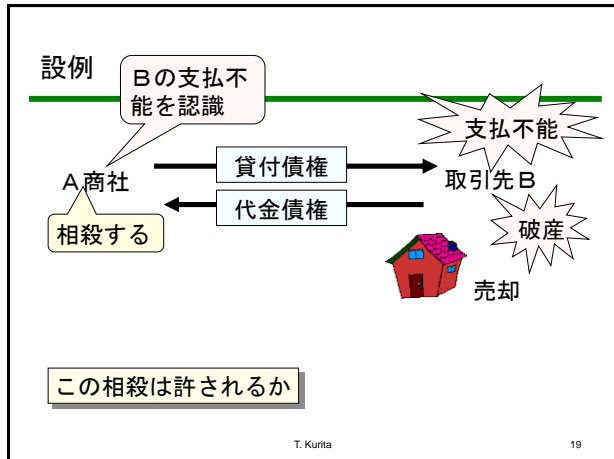 設例
Ｂの支払不
能を認識
支払不能
貸付債権
Ａ商社
取引先Ｂ
代金債権
相殺する
破産
売却
この相殺は許されるか
T. Kurita
19